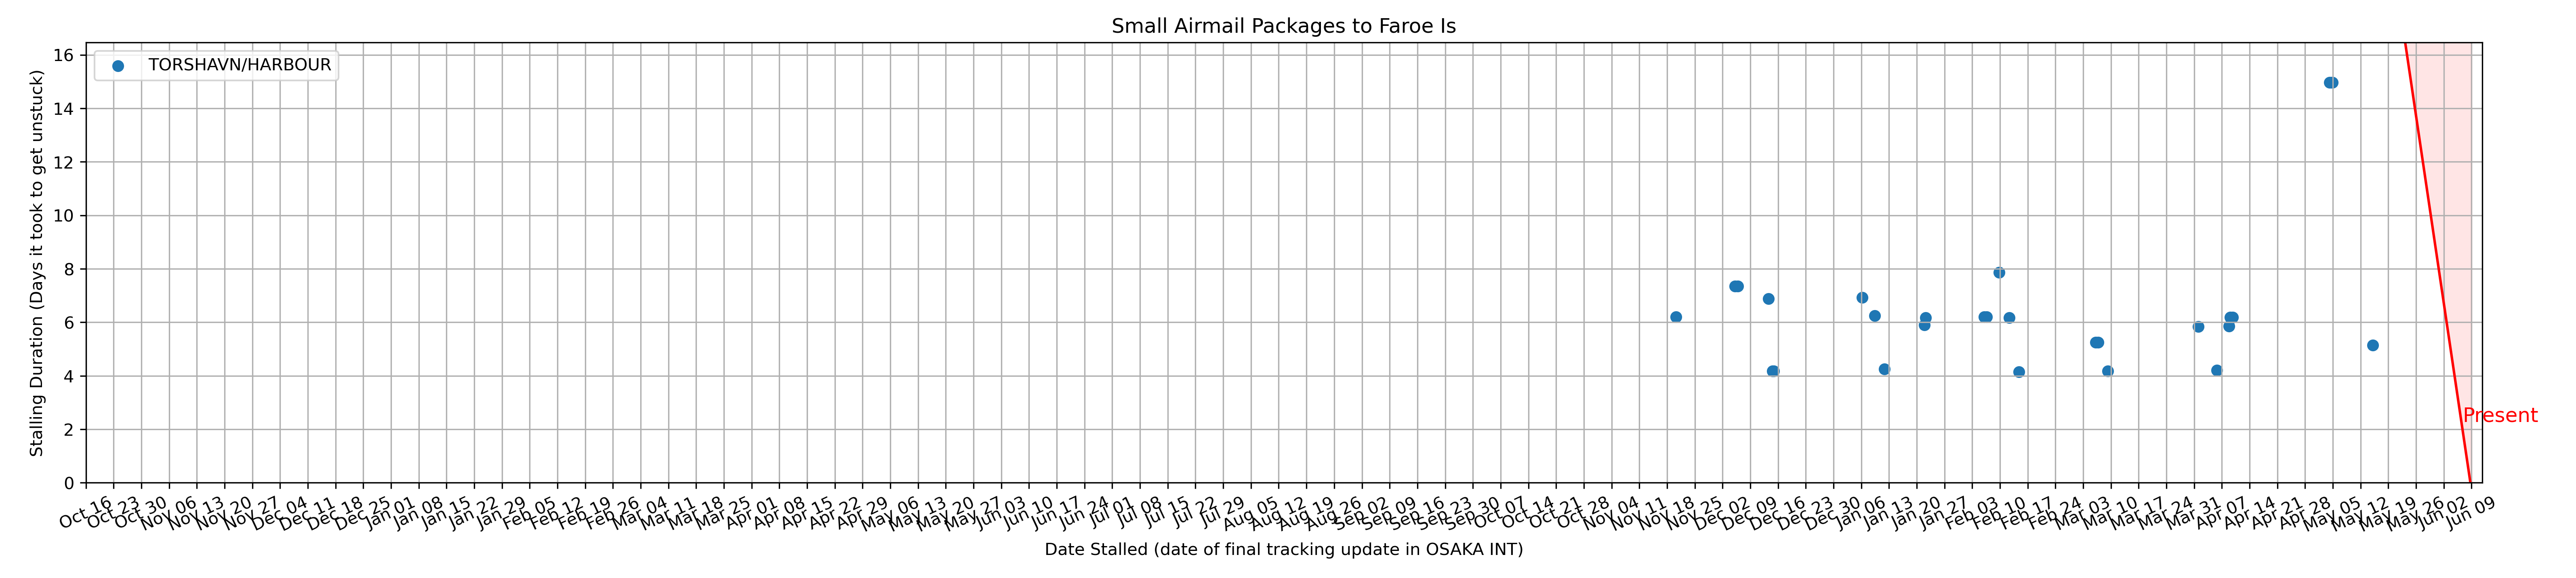 Small Airmail Packages to Faroe Is
TORSHAVN/HARBOUR
Stalling Duration (Days it took to get unstuck)
16
14
12
10
8
6
4
2
0
Present
Oct 16 Oct 23 Oct 30 Nov 06 Nov 13 Nov 20 Nov 27 Dec 04 Dec 11 Dec 18 Dec 25 Jan 01 Jan 08 Jan 15 Jan 22 Jan 29 Feb 05 Feb 12 Feb 19 Feb 26 Mar 04 Mar 11 Mar 18 Mar 25 Apr 01 Apr 08 Apr 15 Apr 22 Apr 29 May 06 May 13 May 20 May 27 Jun 03 Jun 10 Jun 17 Jun 24 Jul 01 Jul 08 Jul 15 Jul 22 Jul 29 Aug 05 Aug 12 Aug 19 Aug 26 Sep 02 Sep 09 Sep 16 Sep 23 Sep 30 Oct 07 Oct 14 Oct 21 Oct 28 Nov 04 Nov 11 Nov 18 Nov 25 Dec 02 Dec 09 Dec 16 Dec 23 Dec 30 Jan 06 Jan 13 Jan 20 Jan 27 Feb 03 Feb 10 Feb 17 Feb 24 Mar 03 Mar 10 Mar 17 Mar 24 Mar 31 Apr 07 Apr 14 Apr 21 Apr 28 May 05 May 12 May 19 May 26 Jun 02 Jun 09
Date Stalled (date of final tracking update in OSAKA INT)